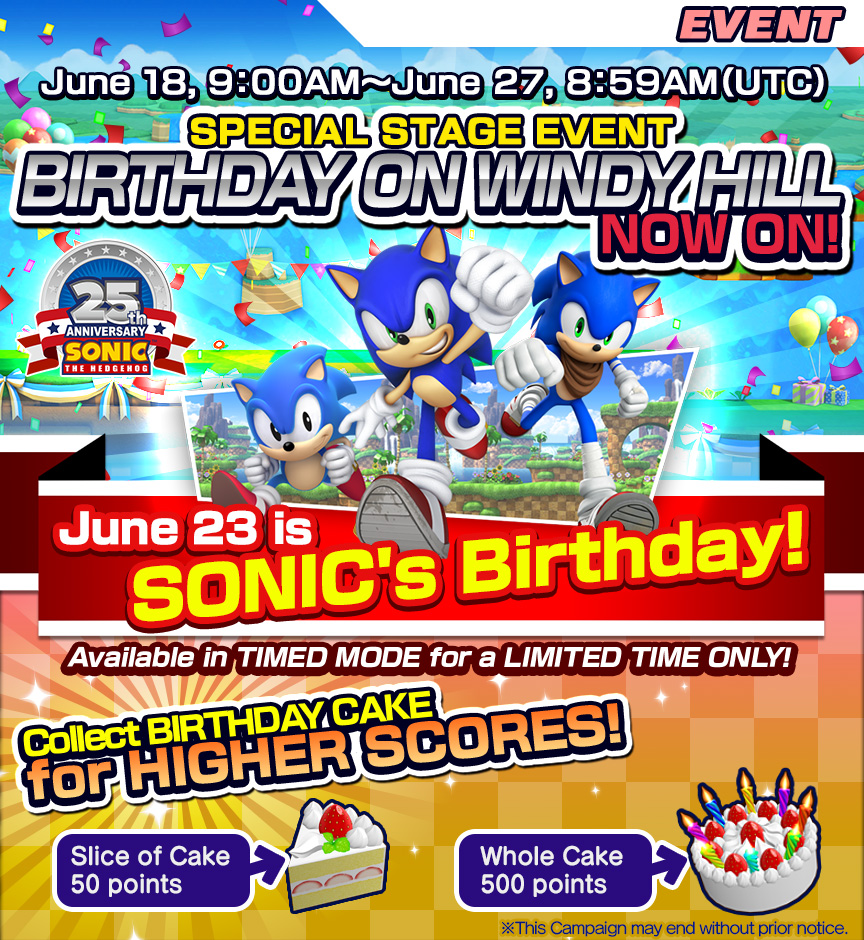 EVENT
June 18, 9:00AM~June 27, 8:59AM(UTC)
SPECIAL STAGE EVENT
BIRTHDAY ON WINDY HILL
NOW ON!
25th
ANNIVERSARY
SONIC
THE HEDGEHOG
June 23 is
SONIC's Birthday!
Available in TIMED MODE for a LIMITED TIME ONLY!
Collect BIRTHDAY CAKE
for HIGHER SCORES!
Slice of Cake
50 points
Whole Cake
500 points
※This Campaign may end without prior notice.